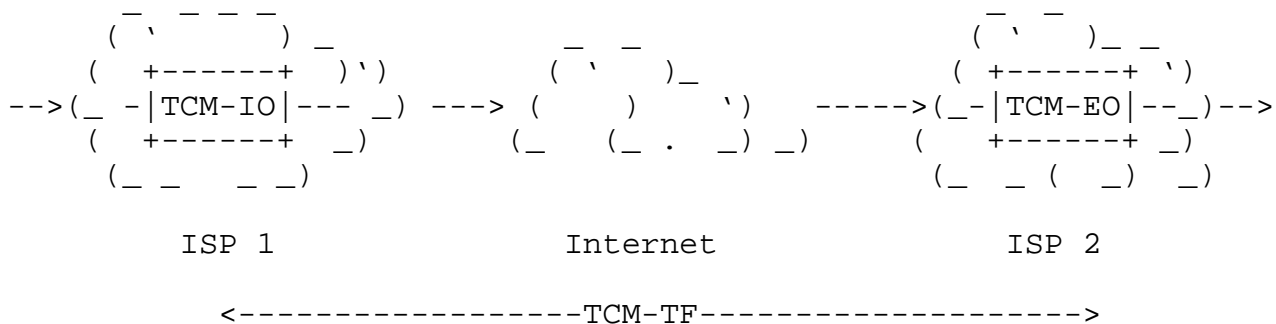 _  _ _ _                          _   _
     ( `      ) _          _  _        ( `   )_ _
    (  +------+  )`)      ( `   )_    ( +------+ `)
-->(_ -|TCM-IO|--- _) ---> (    )    `) ----->(_-|TCM-EO|--_)-->
    (  +------+  _)     (_   (_ .  _) _)   (   +------+ _)
     (_ _   _ _)                        (_  _ (  _)  _)
ISP 1 Internet ISP 2
<-----------------TCM-TF-------------------->